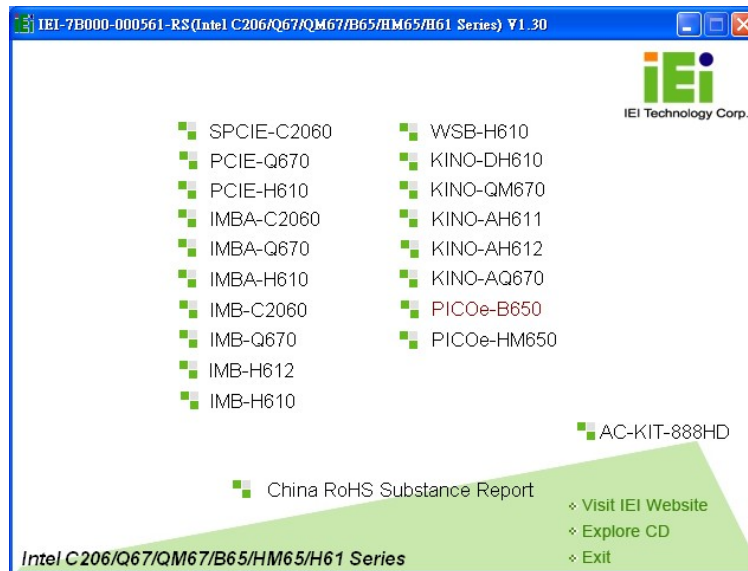 IEI-7B000-000561-RS(Intel C206/Q67/QM67/B65/HM65/H61 Series) V1.30
iEi
IEI Technology Corp.
SPCIE-C2060
PCIE-Q670
PCIE-H610
IMBA-C2060
IMBA-Q670
IMBA-H610
IMB-C2060
IMB-Q670
IMB-H612
IMB-H610
WSB-H610
KINO-DH610
KINO-QM670
KINO-AH611
KINO-AH612
KINO-AQ670
PICOe-B650
PICOe-HM650
AC-KIT-888HD
China RoHS Substance Report
Visit IEI Website
Explore CD
Exit
Intel C206/Q67/QM67/B65/HM65/H61 Series